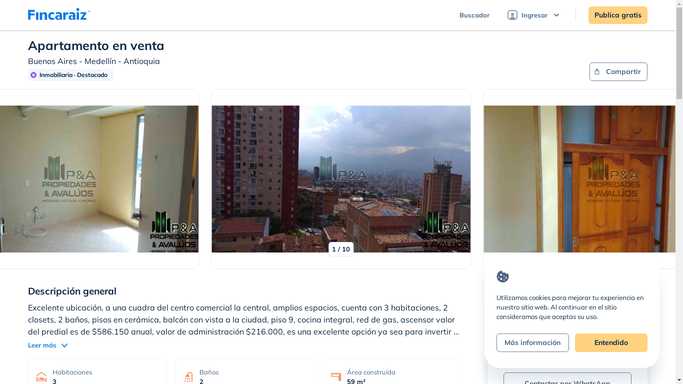 Fincaraiz
Buscador
Ingresar
Publica gratis
Apartamento en venta
Buenos Aires - Medellín - Antioquia
Inmobiliaria · Destacado
Compartir
P&A
PROPIEDADES
& AVALÚOS
P&A
PROPIEDADES
& AVALÚOS
P&A
PROPIEDADES
& AVALÚOS
P&A
PROPIEDADES
& AVALÚOS
P&A
PROPIEDADES
& AVALÚOS
1 / 10
Descripción general
Excelente ubicación, a una cuadra del centro comercial la central, amplios espacios, cuenta con 3 habitaciones, 2
closets, 2 baños, pisos en cerámica, balcón con vista a la ciudad, piso 9, cocina integral, red de gas, ascensor valor
del predial es de $586.150 anual, valor de administración $216.000, es una excelente opción ya sea para invertir ...
Leer más
Habitaciones
3
Baños
2
Área construida
59 m²
Utilizamos cookies para mejorar tu experiencia en
nuestro sitio web. Al continuar en el sitio
consideramos que aceptas su uso.
Más información
Entendido
Contactar por WhatsApp